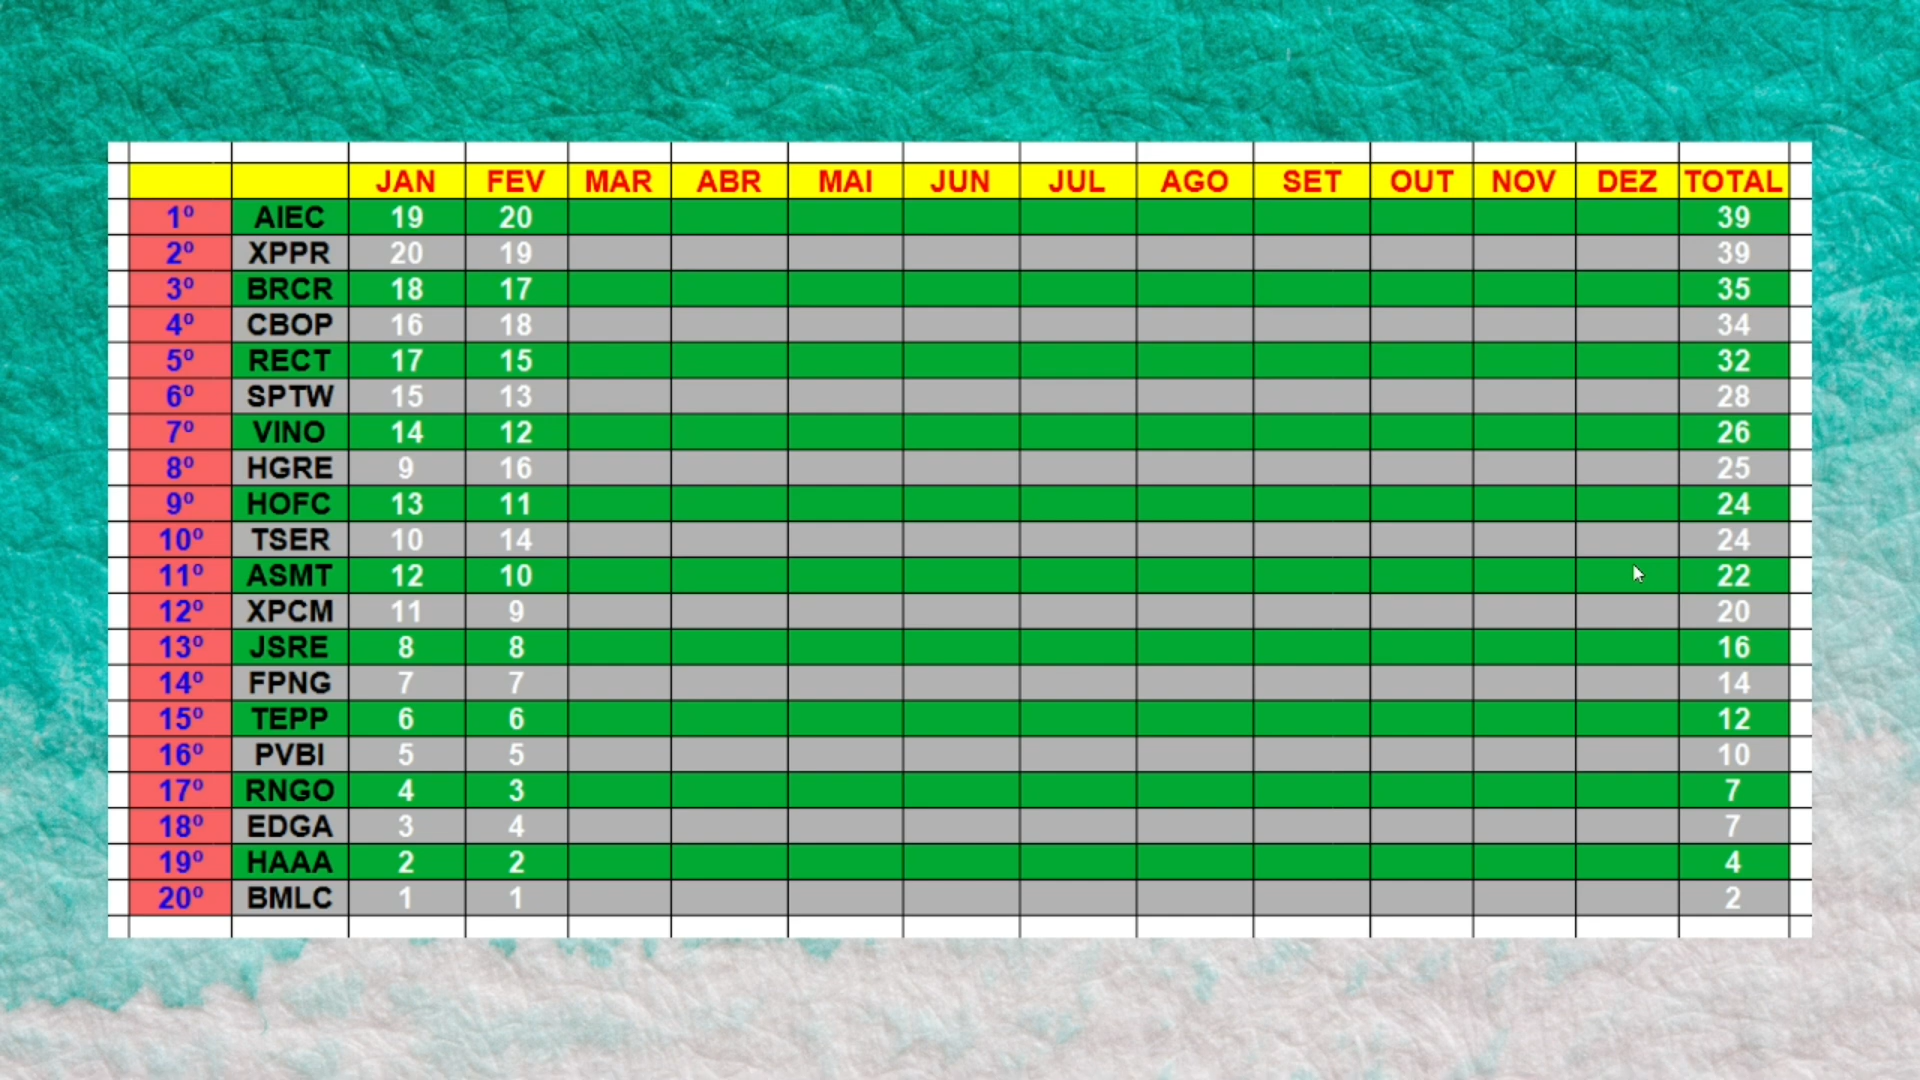 JAN FEV MAR ABR MAI JUN JUL AGO SET OUT NOV DEZ TOTAL
1º AIEC 19 20 39
2º XPPR 20 19 39
3º BRCR 18 17 35
4º CBOP 16 18 34
5º RECT 17 15 32
6º SPTW 15 13 28
7º VINO 14 12 26
8º HGRE 9 16 25
9º HOFC 13 11 24
10º TSER 10 14 24
11º ASMT 12 10 22
12º XPCM 11 9 20
13º JSRE 8 8 16
14º FPNG 7 7 14
15º TEPP 6 6 12
16º PVBI 5 5 10
17º RNGO 4 3 7
18º EDGA 3 4 7
19º HAAA 2 2 4
20º BMLC 1 1 2